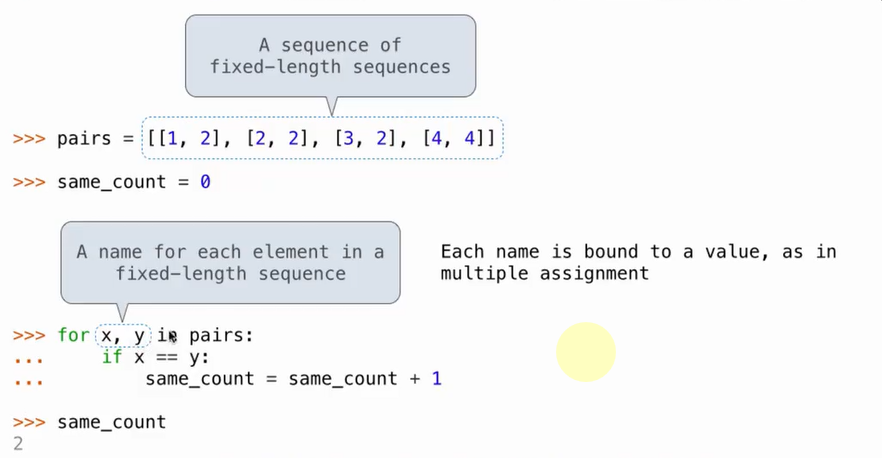 A sequence of
fixed-length sequences
>>> pairs = [[1, 2], [2, 2], [3, 2], [4, 4]]
>>> same_count = 0
A name for each element in a
fixed-length sequence
Each name is bound to a value, as in
multiple assignment
>>> for x, y in pairs:
...     if x == y:
...         same_count = same_count + 1
>>> same_count
2